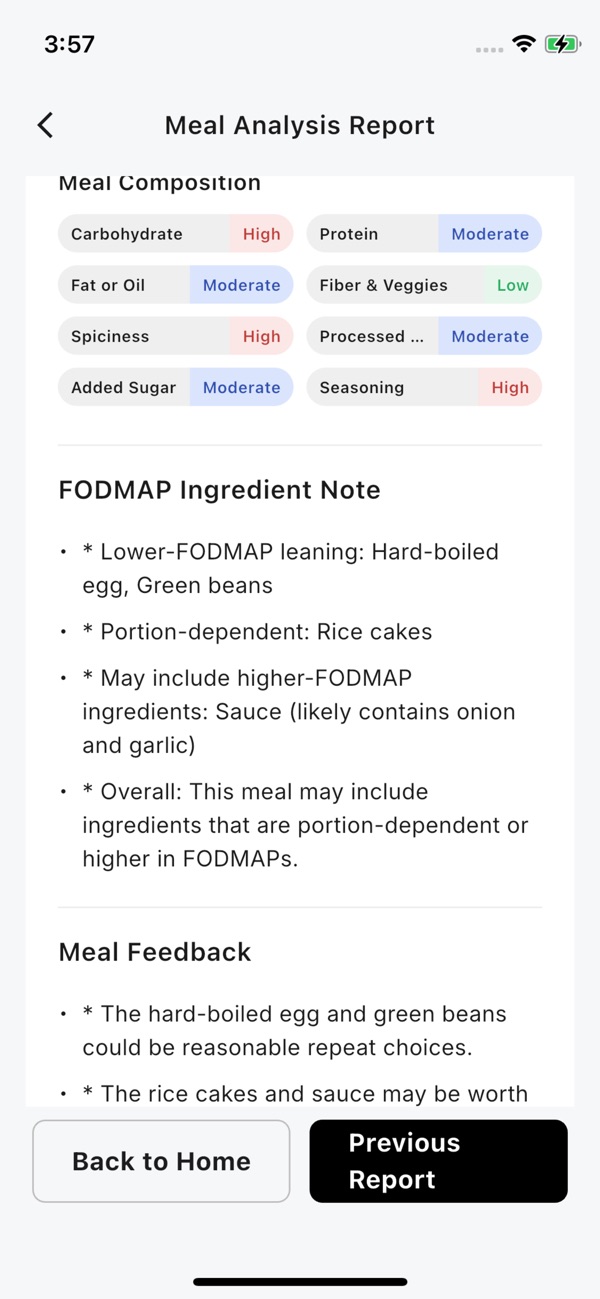 3:57
Meal Analysis Report
Meal Composition
Carbohydrate High
Protein Moderate
Fat or Oil Moderate
Fiber & Veggies Low
Spiciness High
Processed ... Moderate
Added Sugar Moderate
Seasoning High
FODMAP Ingredient Note
• * Lower-FODMAP leaning: Hard-boiled
egg, Green beans
• * Portion-dependent: Rice cakes
• * May include higher-FODMAP
ingredients: Sauce (likely contains onion
and garlic)
• * Overall: This meal may include
ingredients that are portion-dependent or
higher in FODMAPs.
Meal Feedback
• * The hard-boiled egg and green beans
could be reasonable repeat choices.
• * The rice cakes and sauce may be worth
Back to Home
Previous
Report